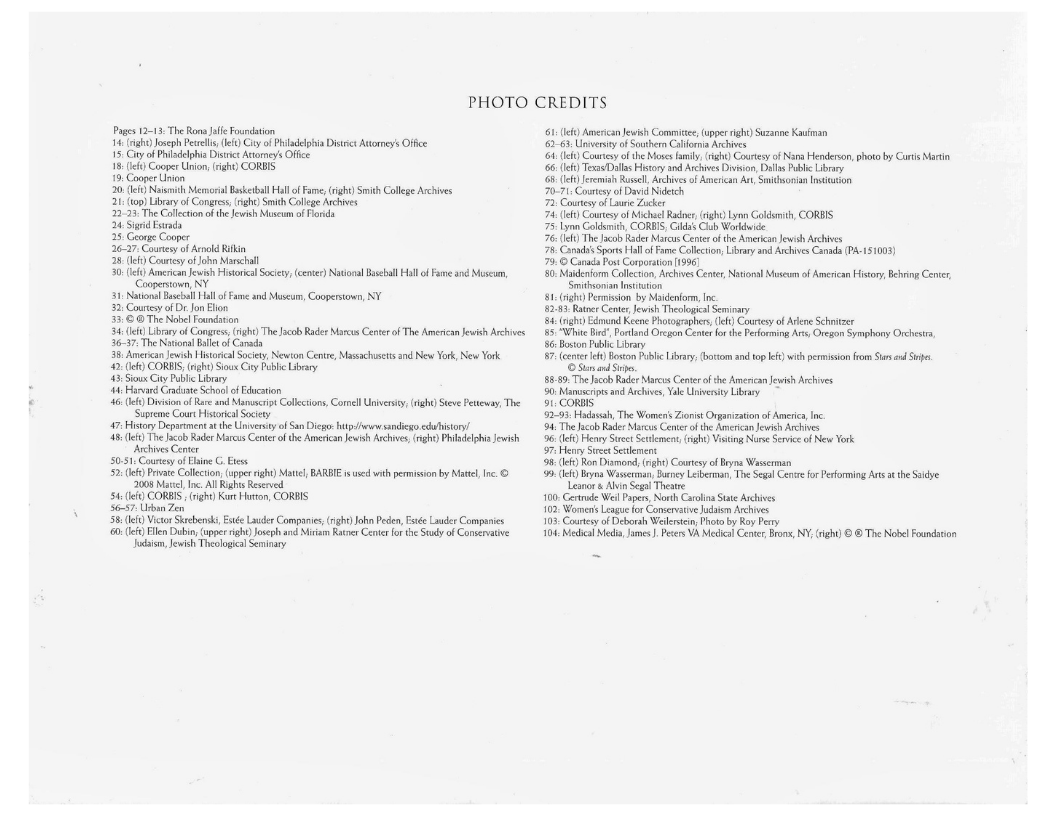 PHOTO CREDITS
Pages 12–13: The Rona Jaffe Foundation
14: (right) Joseph Petrellis; (left) City of Philadelphia District Attorney's Office
15: City of Philadelphia District Attorney's Office
18: (left) Cooper Union; (right) CORBIS
19: Cooper Union
20: (left) Naismith Memorial Basketball Hall of Fame; (right) Smith College Archives
21: (top) Library of Congress; (right) Smith College Archives
22–23: The Collection of the Jewish Museum of Florida
24: Sigrid Estrada
25: George Cooper
26–27: Courtesy of Arnold Rifkin
28: (left) Courtesy of John Marschall
30: (left) American Jewish Historical Society; (center) National Baseball Hall of Fame and Museum,
Cooperstown, NY
31: National Baseball Hall of Fame and Museum, Cooperstown, NY
32: Courtesy of Dr. Jon Elion
33: © ® The Nobel Foundation
34: (left) Library of Congress; (right) The Jacob Rader Marcus Center of The American Jewish Archives
36–37: The National Ballet of Canada
38: American Jewish Historical Society, Newton Centre, Massachusetts and New York, New York
42: (left) CORBIS; (right) Sioux City Public Library
43: Sioux City Public Library
44: Harvard Graduate School of Education
46: (left) Division of Rare and Manuscript Collections, Cornell University; (right) Steve Petteway, The
Supreme Court Historical Society
47: History Department at the University of San Diego: http://www.sandiego.edu/history/
48: (left) The Jacob Rader Marcus Center of the American Jewish Archives; (right) Philadelphia Jewish
Archives Center
50-51: Courtesy of Elaine G. Etess
52: (left) Private Collection; (upper right) Mattel; BARBIE is used with permission by Mattel, Inc. ©
2008 Mattel, Inc. All Rights Reserved
54: (left) CORBIS ; (right) Kurt Hutton, CORBIS
56–57: Urban Zen
58: (left) Victor Skrebenski, Estée Lauder Companies; (right) John Peden, Estée Lauder Companies
60: (left) Ellen Dubin; (upper right) Joseph and Miriam Ratner Center for the Study of Conservative
Judaism, Jewish Theological Seminary
61: (left) American Jewish Committee; (upper right) Suzanne Kaufman
62–63: University of Southern California Archives
64: (left) Courtesy of the Moses family; (right) Courtesy of Nana Henderson, photo by Curtis Martin
66: (left) Texas/Dallas History and Archives Division, Dallas Public Library
68: (left) Jeremiah Russell, Archives of American Art, Smithsonian Institution
70–71: Courtesy of David Nidetch
72: Courtesy of Laurie Zucker
74: (left) Courtesy of Michael Radner; (right) Lynn Goldsmith, CORBIS
75: Lynn Goldsmith, CORBIS; Gilda's Club Worldwide
76: (left) The Jacob Rader Marcus Center of the American Jewish Archives
78: Canada's Sports Hall of Fame Collection; Library and Archives Canada (PA-151003)
79: © Canada Post Corporation [1996]
80: Maidenform Collection, Archives Center, National Museum of American History, Behring Center,
Smithsonian Institution
81: (right) Permission by Maidenform, Inc.
82-83: Ratner Center, Jewish Theological Seminary
84: (right) Edmund Keene Photographers; (left) Courtesy of Arlene Schnitzer
85: "White Bird", Portland Oregon Center for the Performing Arts; Oregon Symphony Orchestra,
86: Boston Public Library
87: (center left) Boston Public Library; (bottom and top left) with permission from Stars and Stripes.
© Stars and Stripes.
88-89: The Jacob Rader Marcus Center of the American Jewish Archives
90: Manuscripts and Archives, Yale University Library
91: CORBIS
92–93: Hadassah, The Women's Zionist Organization of America, Inc.
94: The Jacob Rader Marcus Center of the American Jewish Archives
96: (left) Henry Street Settlement; (right) Visiting Nurse Service of New York
97: Henry Street Settlement
98: (left) Ron Diamond; (right) Courtesy of Bryna Wasserman
99: (left) Bryna Wasserman; Burney Leiberman, The Segal Centre for Performing Arts at the Saidye
Leanor & Alvin Segal Theatre
100: Gertrude Weil Papers, North Carolina State Archives
102: Women's League for Conservative Judaism Archives
103: Courtesy of Deborah Weilerstein; Photo by Roy Perry
104: Medical Media, James J. Peters VA Medical Center, Bronx, NY; (right) © ® The Nobel Foundation